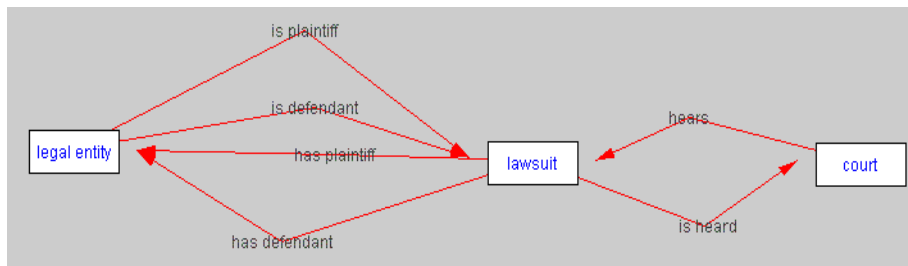 is plaintiff
is defendant
hears
legal entity
has plaintiff
lawsuit
court
is heard
has defendant